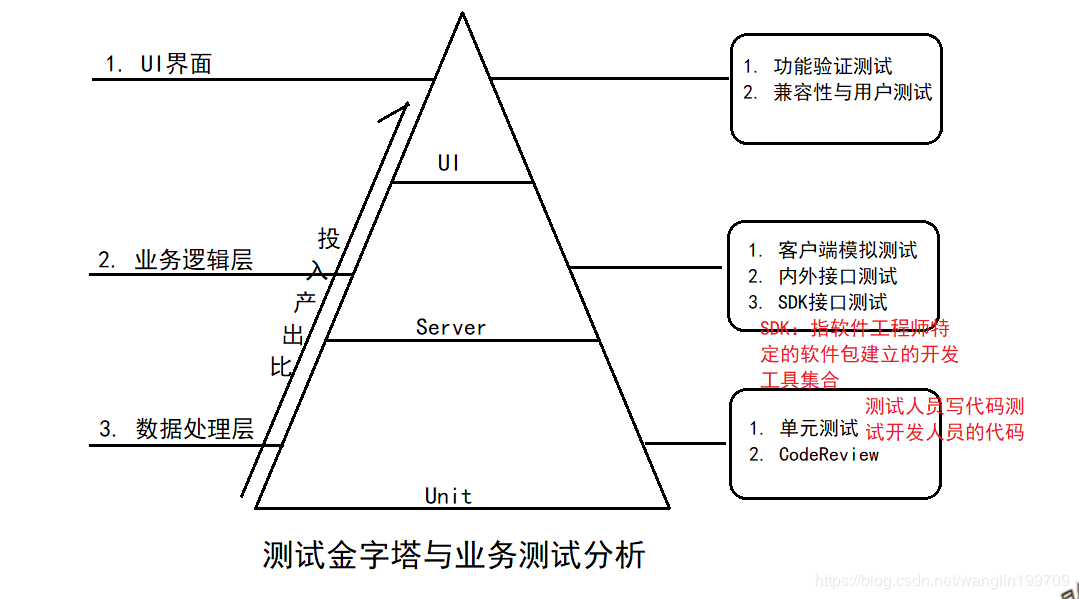 1. UI界面
1. 功能验证测试
2. 兼容性与用户测试
UI
投
入
产
出
比
2. 业务逻辑层
1. 客户端模拟测试
2. 内外接口测试
3. SDK接口测试
Server
SDK：指软件工程师特
定的软件包建立的开发
工具集合
3. 数据处理层
测试人员写代码测
试开发人员的代码
1. 单元测试
2. CodeReview
Unit
测试金字塔与业务测试分析
https://blog.csdn.net/wanglin199709